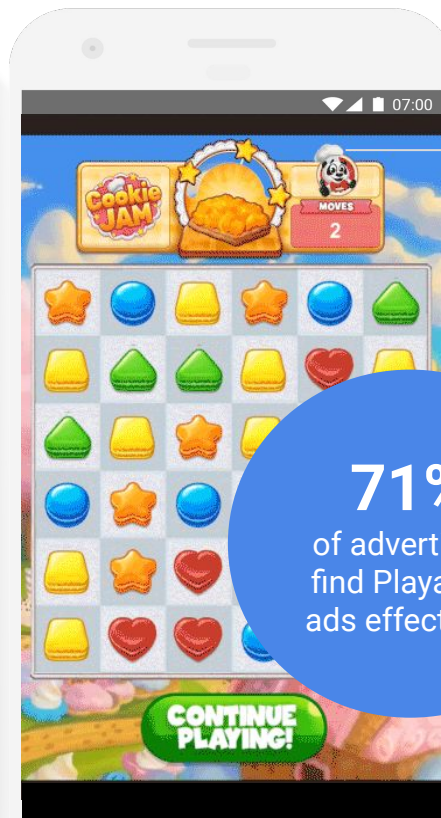 07:00
Cookie
JAM
MOVES
2
71%
of advert
find Playa
ads effect
CONTINUE
PLAYING!